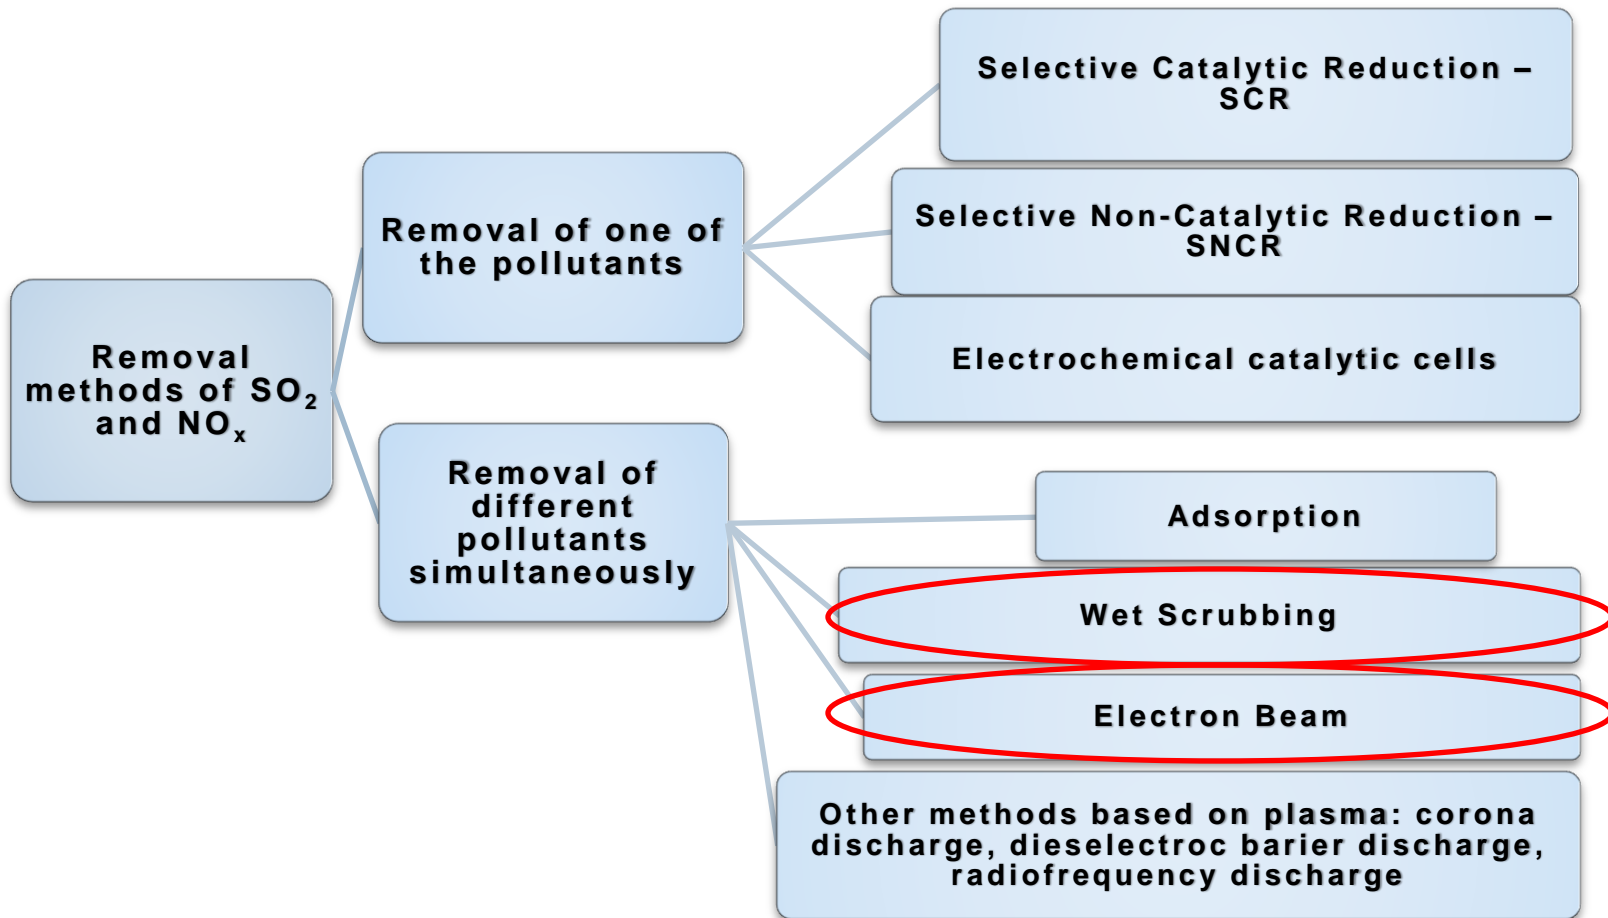 Removal
methods of SO₂
and NOₓ
Removal of one of
the pollutants
Selective Catalytic Reduction –
SCR
Selective Non-Catalytic Reduction –
SNCR
Electrochemical catalytic cells
Removal of
different
pollutants
simultaneously
Adsorption
Wet Scrubbing
Electron Beam
Other methods based on plasma: corona
discharge, dieselectroc barier discharge,
radiofrequency discharge